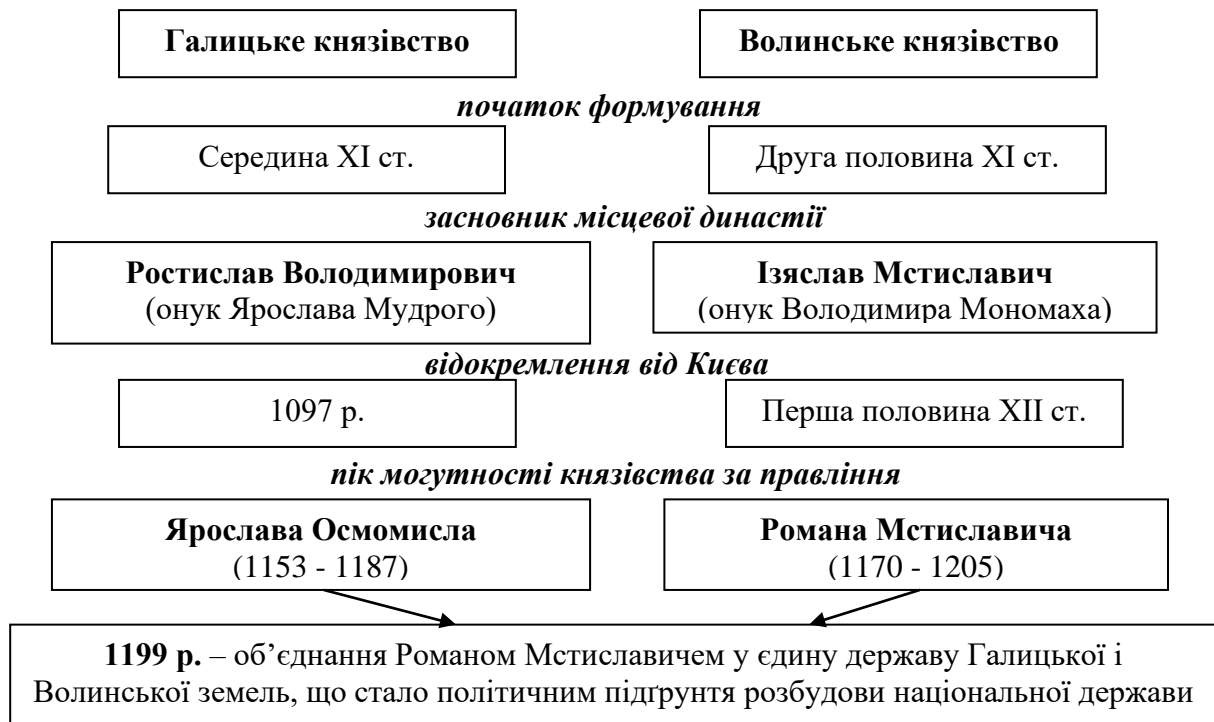 Галицьке князівство
Волинське князівство
початок формування
Середина XI ст.
Друга половина XI ст.
засновник місцевої династії
Ростислав Володимирович
(онук Ярослава Мудрого)
Ізяслав Мстиславич
(онук Володимира Мономаха)
відокремлення від Києва
1097 р.
Перша половина XII ст.
пік могутності князівства за правління
Ярослава Осмомисла
(1153 - 1187)
Романа Мстиславича
(1170 - 1205)
1199 р. – об’єднання Романом Мстиславичем у єдину державу Галицької і
Волинської земель, що стало політичним підґрунтя розбудови національної держави